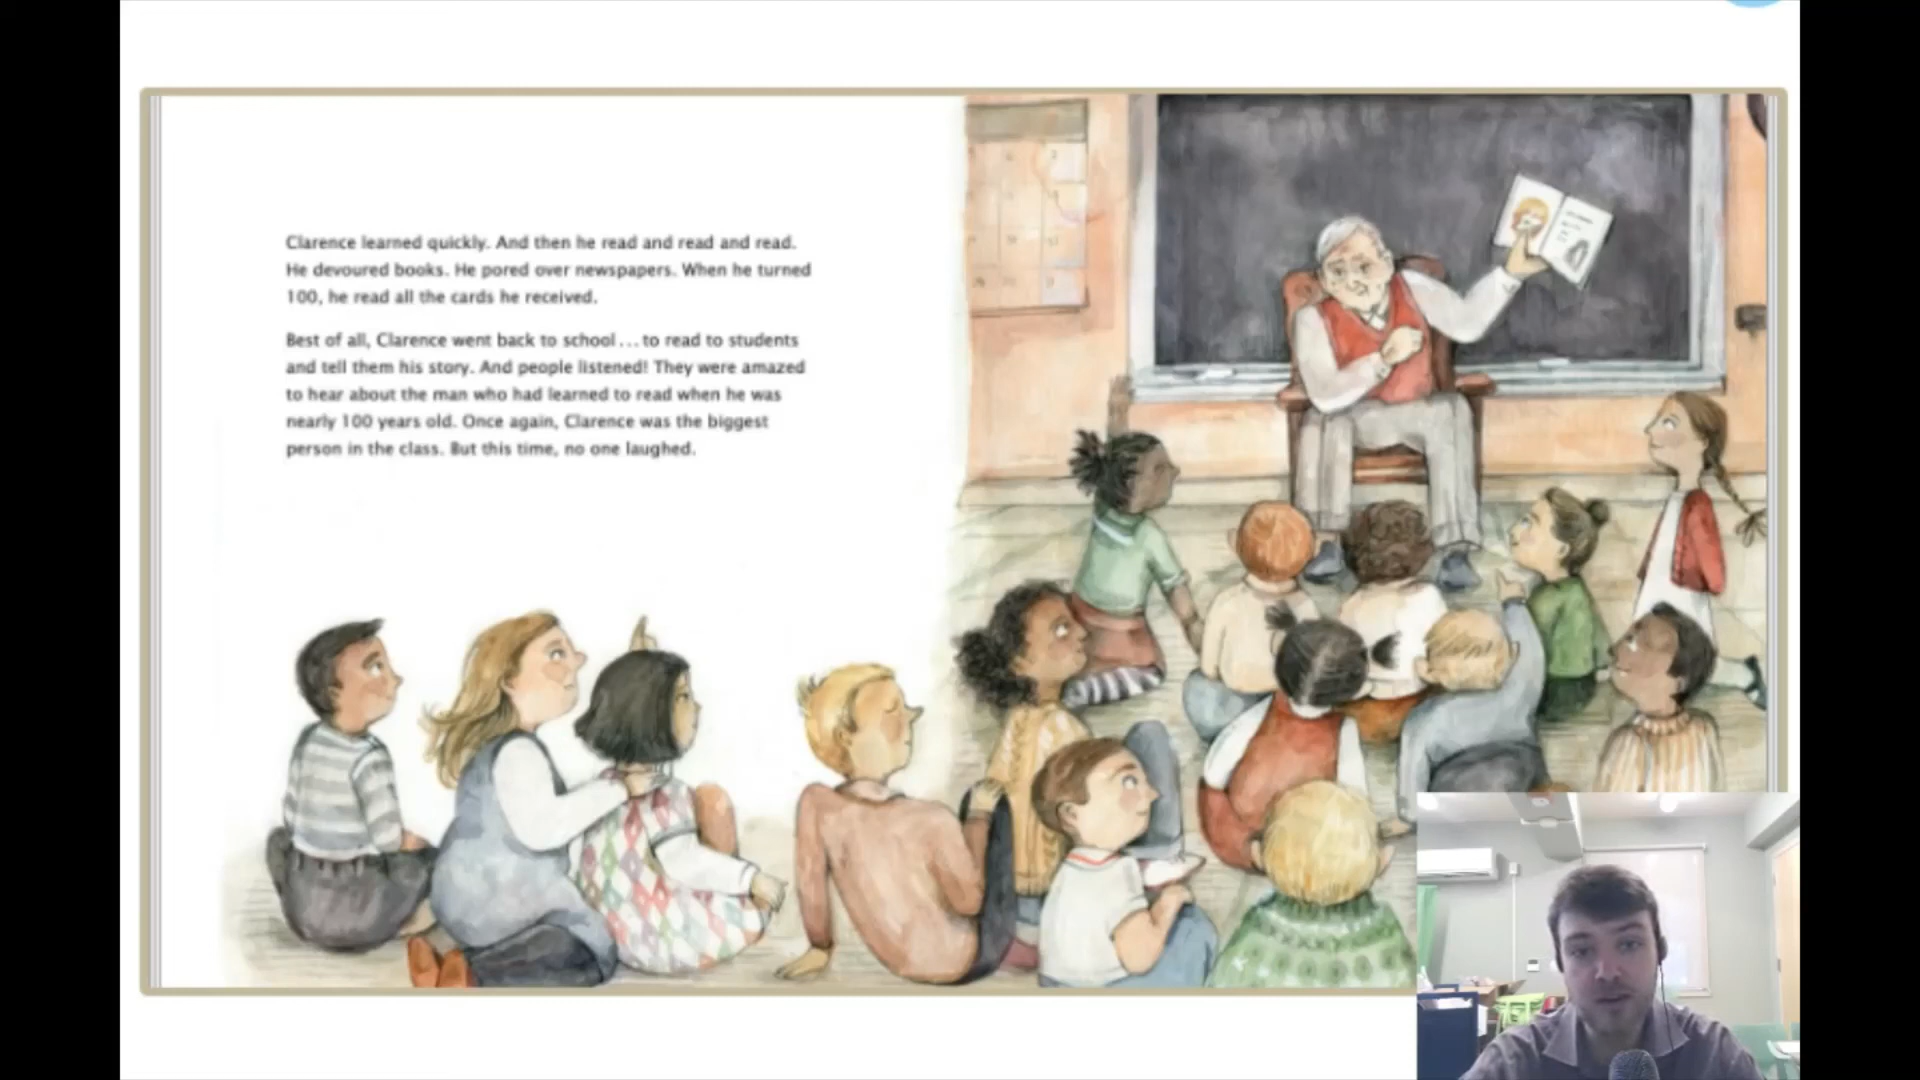 Clarence learned quickly. And then he read and read and read.
He devoured books. He pored over newspapers. When he turned
100, he read all the cards he received.
Best of all, Clarence went back to school...to read to students
and tell them his story. And people listened! They were amazed
to hear about the man who had learned to read when he was
nearly 100 years old. Once again, Clarence was the biggest
person in the class. But this time, no one laughed.